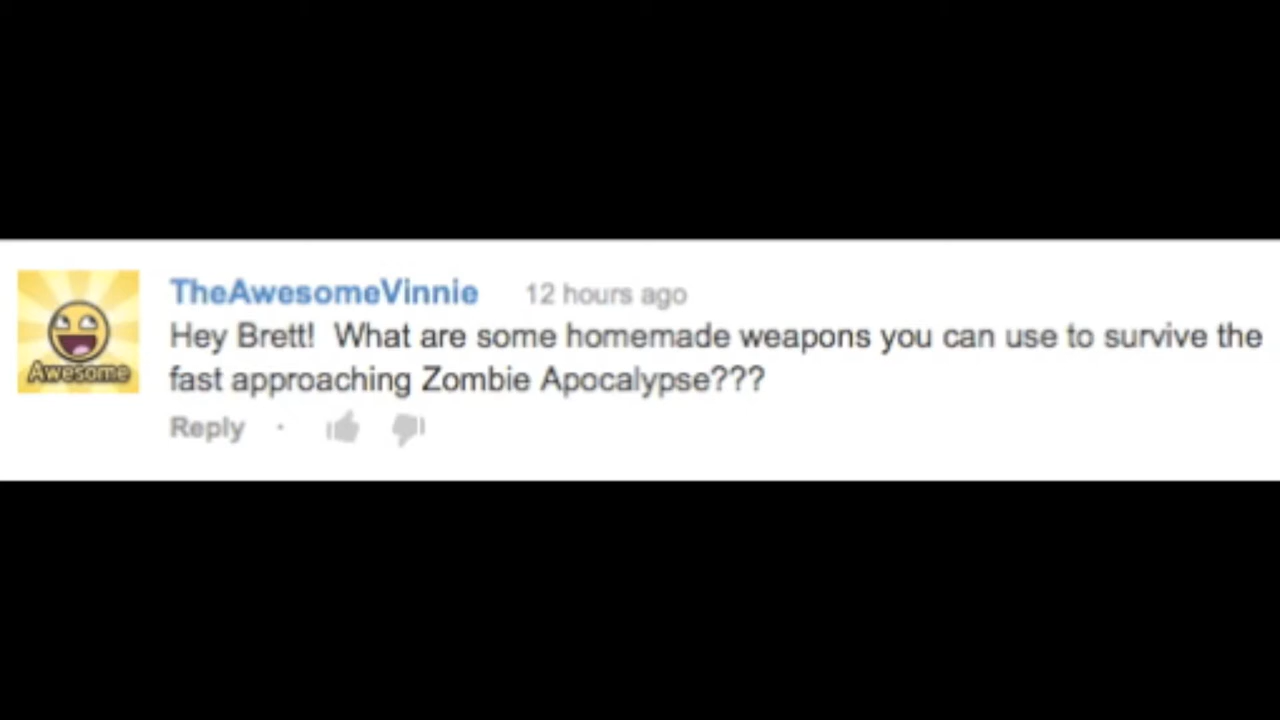 TheAwesomeVinnie 12 hours ago
Hey Brett! What are some homemade weapons you can use to survive the
fast approaching Zombie Apocalypse???
Awesome
Reply ·